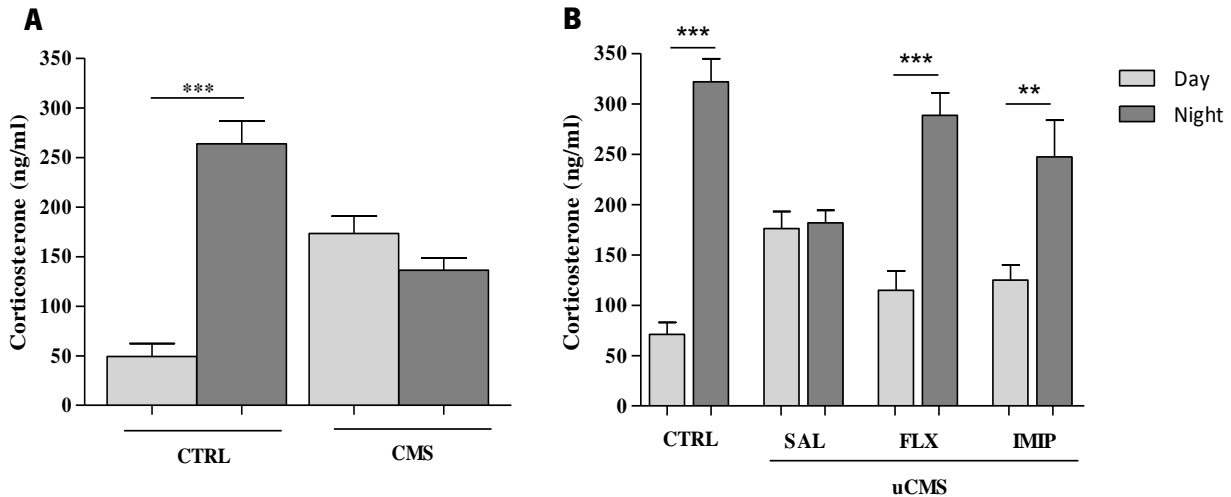 A
Corticosterone (ng/ml)
350
300
250
200
150
100
50
0
***
CTRL
CMS
B
Corticosterone (ng/ml)
350
300
250
200
150
100
50
0
***
***
**
CTRL
SAL
FLX
IMIP
uCMS
Day
Night